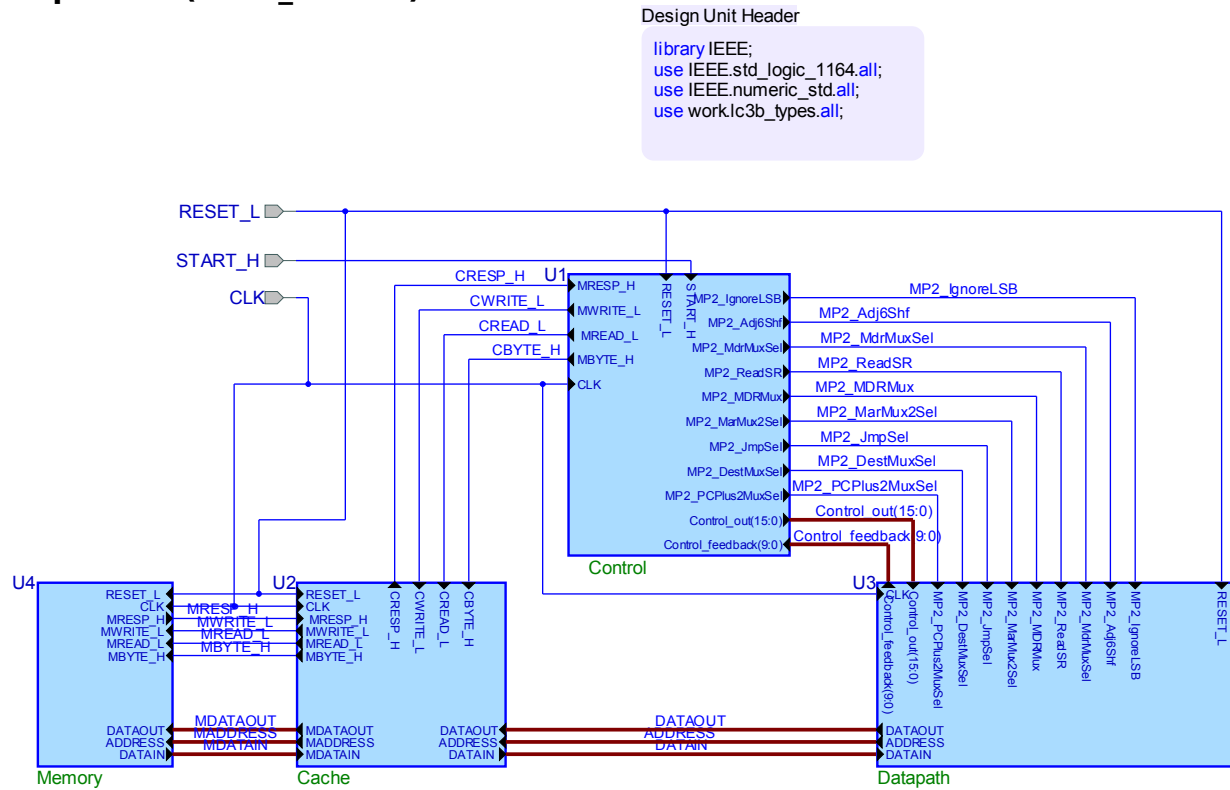 Design Unit Header
library IEEE;
use IEEE.std_logic_1164.all;
use IEEE.numeric_std.all;
use work.lc3b_types.all;
RESET_L
START_H
CLK
U1
CRESP_H
CWRITE_L
CREAD_L
CBYTE_H
MRESP_H
MWRITE_L
MREAD_L
MBYTE_H
CLK
RESET_L
START_H
MP2_IgnoreLSB
MP2_Adj6Shf
MP2_MdrMuxSel
MP2_ReadSR
MP2_MDRMux
MP2_MarMux2Sel
MP2_JmpSel
MP2_DestMuxSel
MP2_PCPlus2MuxSel
Control_out(15:0)
Control_feedback(9:0)
MP2_IgnoreLSB
MP2_Adj6Shf
MP2_MdrMuxSel
MP2_ReadSR
MP2_MDRMux
MP2_MarMux2Sel
MP2_JmpSel
MP2_DestMuxSel
MP2_PCPlus2MuxSel
Control_out(15:0)
Control_feedback(9:0)
Control
U4
RESET_L
CLK
MRESP_H
MWRITE_L
MREAD_L
MBYTE_H
DATAOUT
ADDRESS
DATAIN
Memory
MRESP_H
MWRITE_L
MREAD_L
MBYTE_H
MDATAOUT
MADDRESS
MDATAIN
U2
RESET_L
CLK
MRESP_H
MWRITE_L
MREAD_L
MBYTE_H
CRESP_H
CWRITE_L
CREAD_L
CBYTE_H
MDATAOUT
MADDRESS
MDATAIN
DATAOUT
ADDRESS
DATAIN
Cache
DATAOUT
ADDRESS
DATAIN
U3
CLK
Control_feedback(9:0)
Control_out(15:0)
MP2_PCPlus2MuxSel
MP2_DestMuxSel
MP2_JmpSel
MP2_MarMux2Sel
MP2_MDRMux
MP2_ReadSR
MP2_MdrMuxSel
MP2_Adj6Shf
MP2_IgnoreLSB
RESET_L
DATAOUT
ADDRESS
DATAIN
Datapath